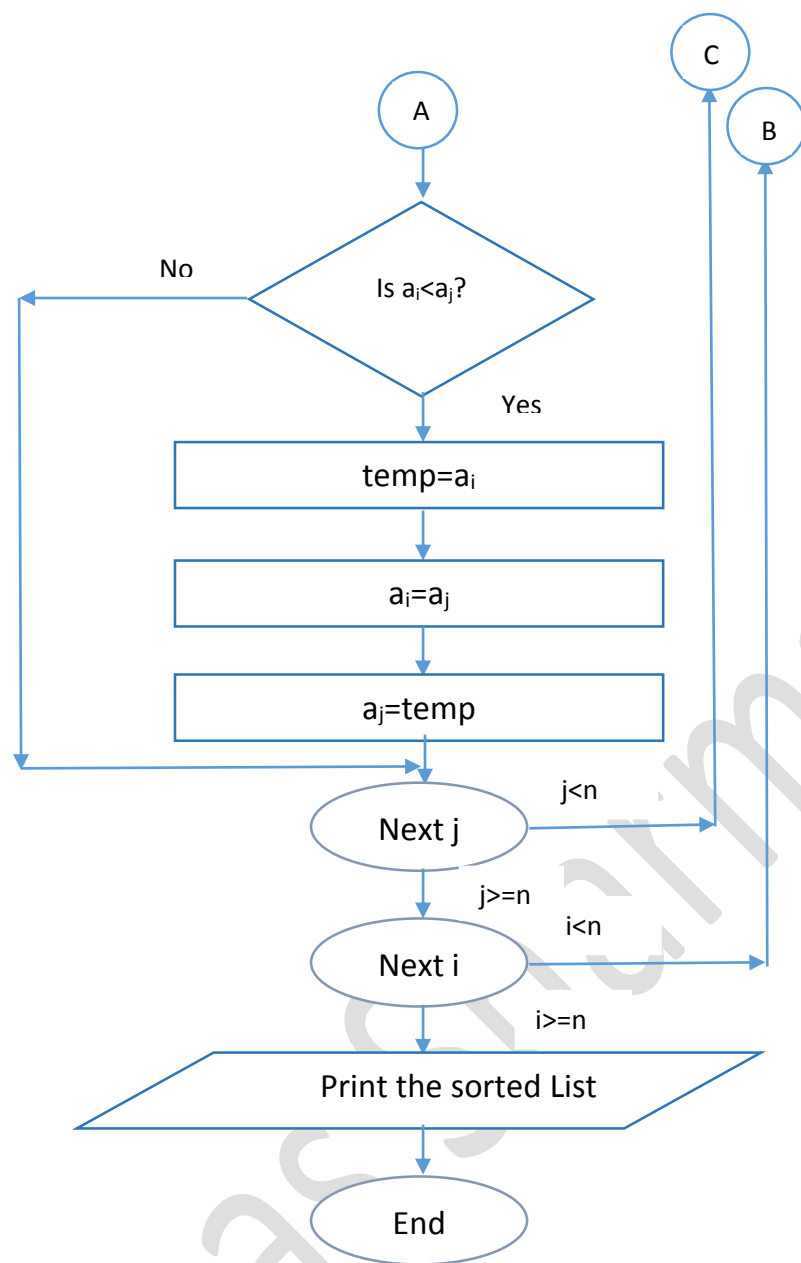 C
A
B
No
Is aᵢ<aⱼ?
Yes
temp=aᵢ
aᵢ=aⱼ
aⱼ=temp
j<n
Next j
j>=n
i<n
Next i
i>=n
Print the sorted List
End